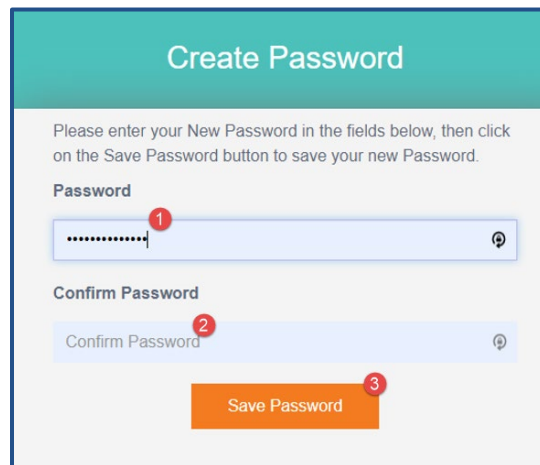 Create Password
Please enter your New Password in the fields below, then click
on the Save Password button to save your new Password.
Password
1
••••••••••••••
Confirm Password
2
Confirm Password
3
Save Password